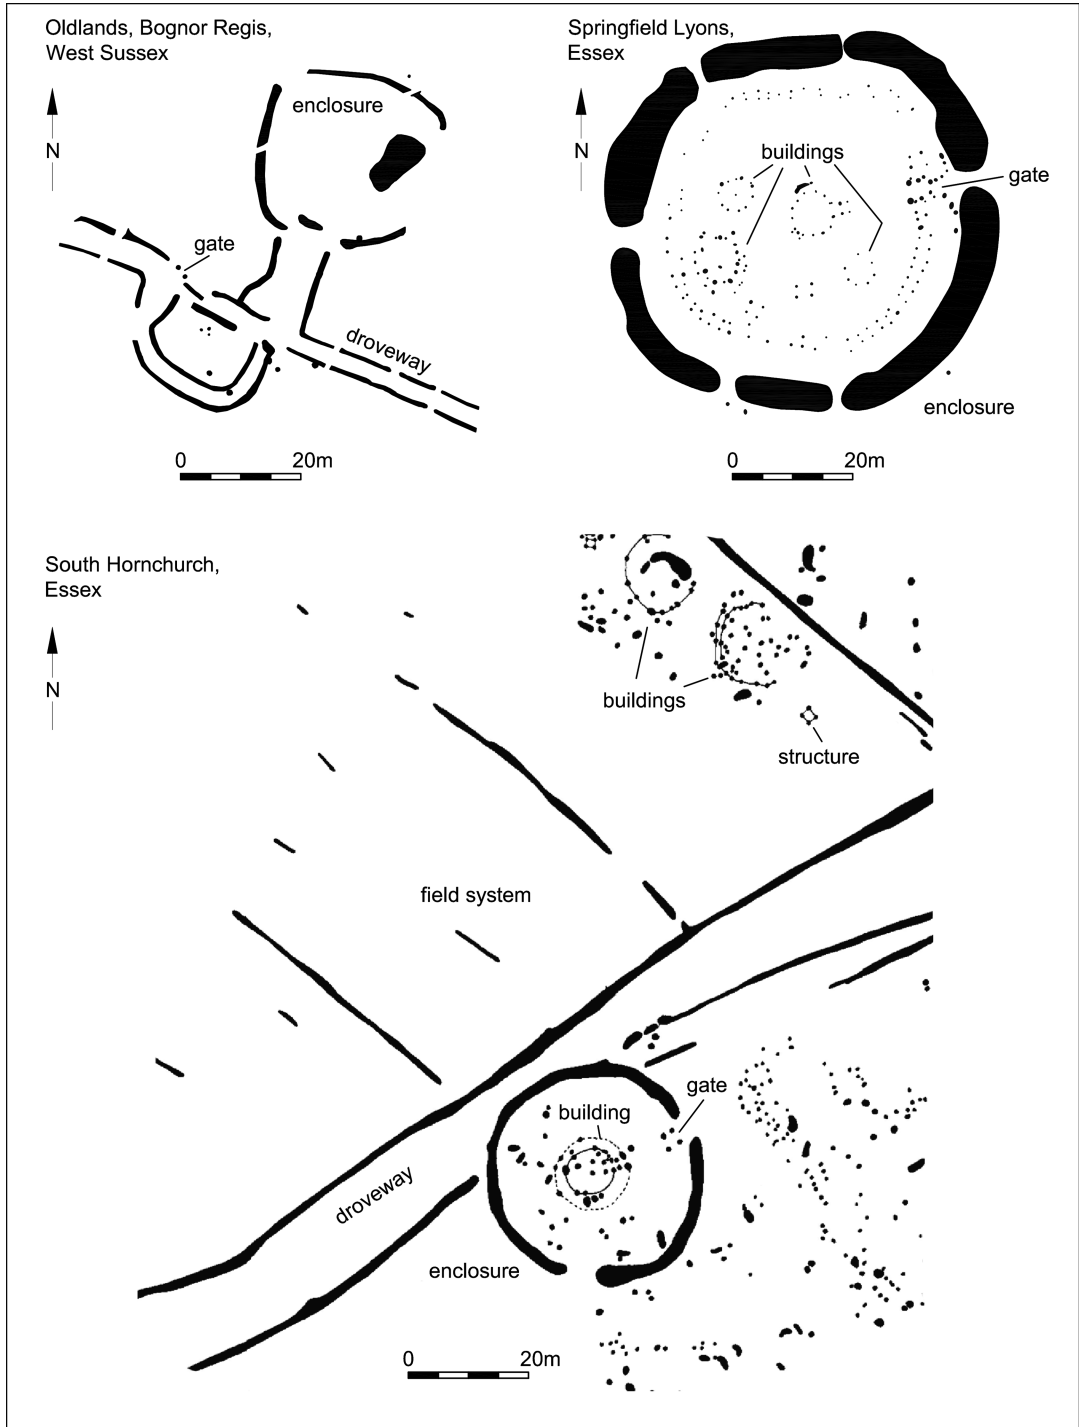 Oldlands, Bognor Regis,
West Sussex
N
enclosure
gate
droveway
0 20m
Springfield Lyons,
Essex
N
buildings
gate
enclosure
0 20m
South Hornchurch,
Essex
N
buildings
structure
field system
gate
building
droveway
enclosure
0 20m